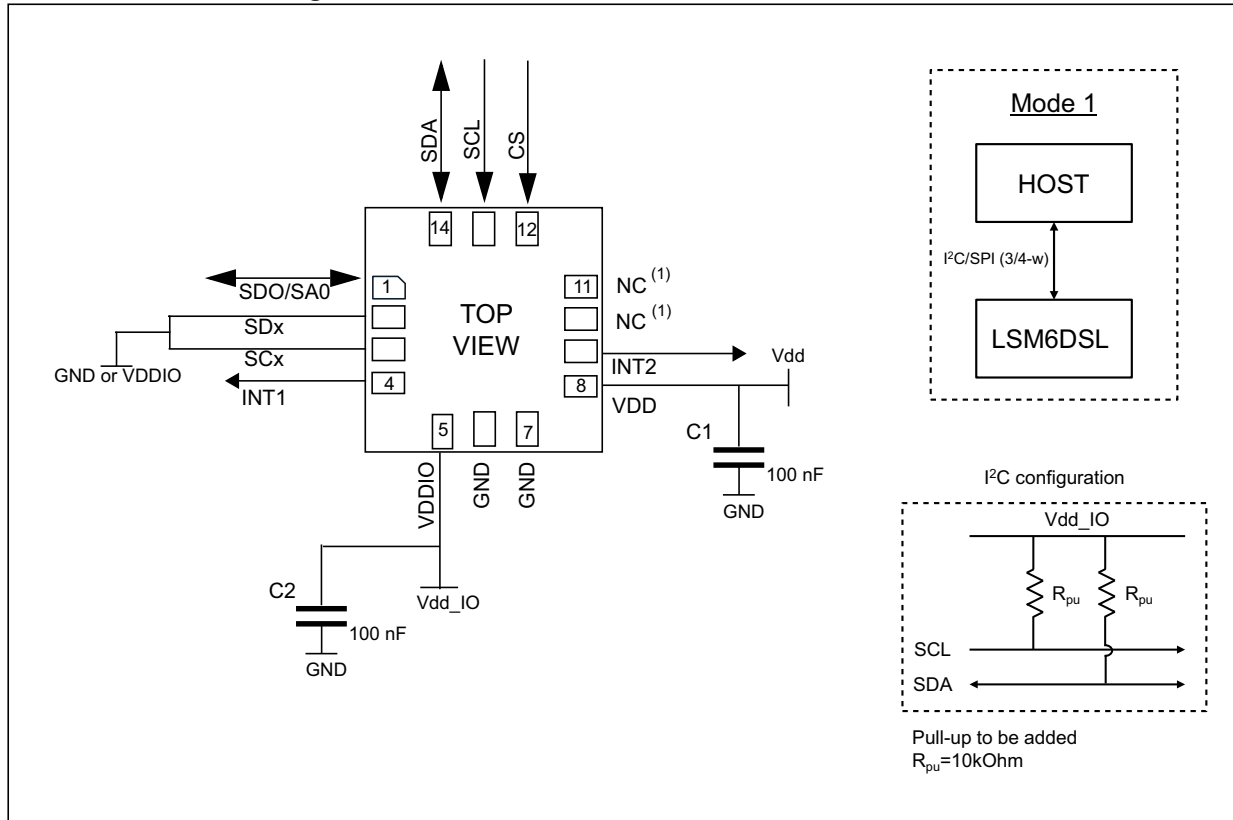 SDA
SCL
CS
14
12
1
11
NC (1)
SDO/SA0
NC (1)
TOP
VIEW
SDx
SCx
GND or VDDIO
INT1
4
INT2
Vdd
8
VDD
5
7
VDDIO
GND
GND
C1
100 nF
GND
C2
100 nF
GND
Vdd_IO
Mode 1
HOST
I²C/SPI (3/4-w)
LSM6DSL
I²C configuration
Vdd_IO
Rpu
Rpu
SCL
SDA
Pull-up to be added
Rpu=10kOhm